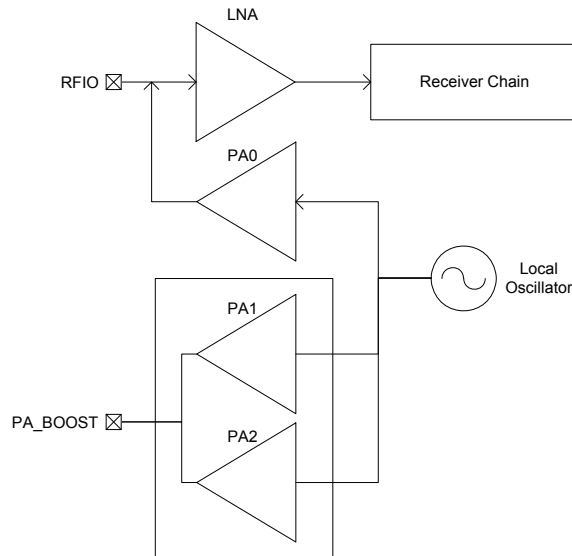 LNA
RFIO
Receiver Chain
PA0
Local
Oscillator
PA1
PA_BOOST
PA2